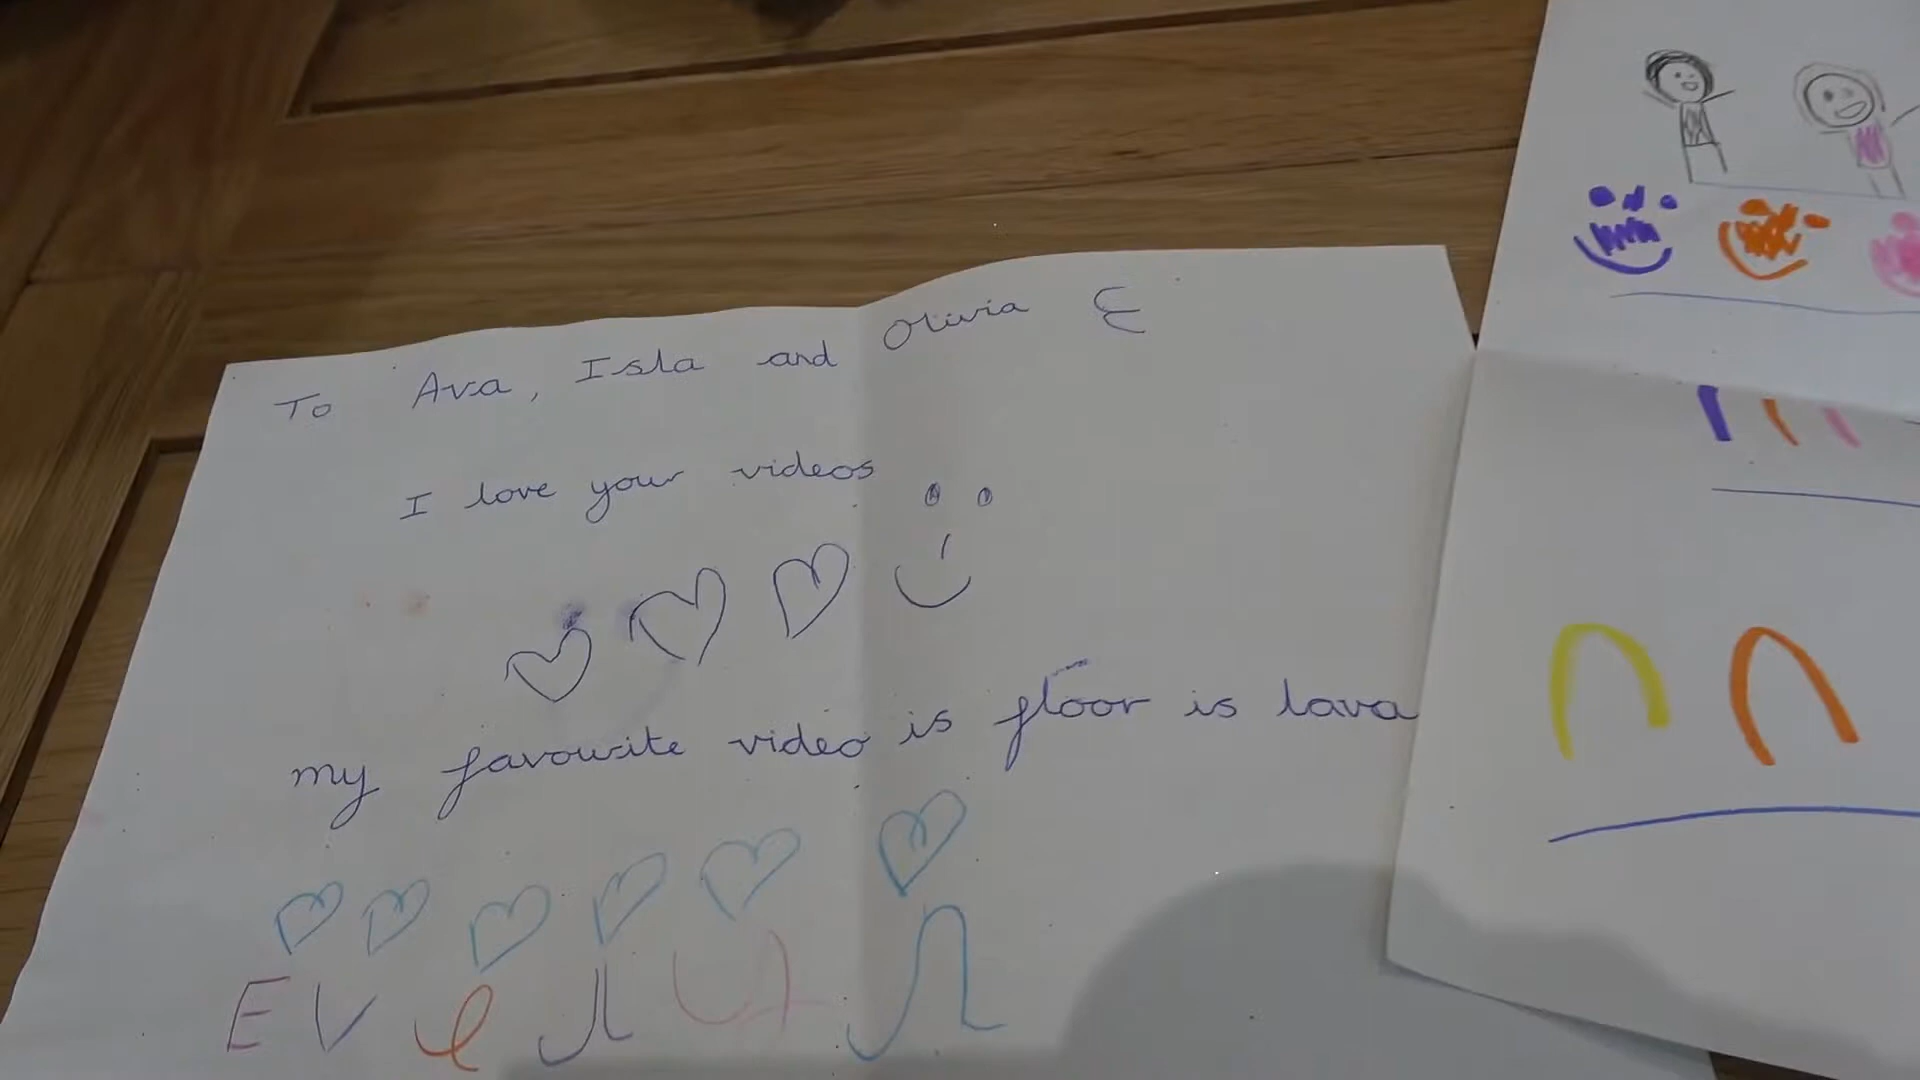 To Ava, Isla and Olivia
I love your videos
my favourite video is floor is lava